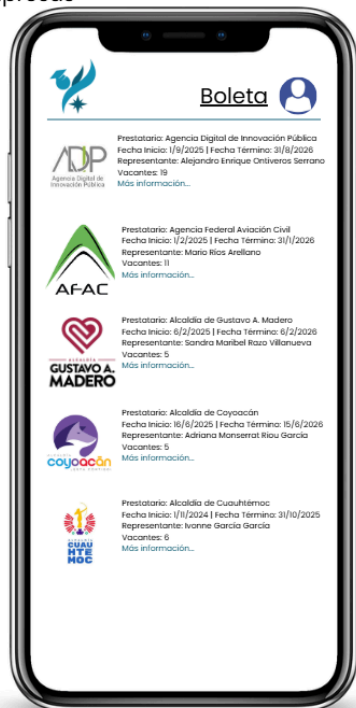 Boleta
Prestatario: Agencia Digital de Innovación Pública
Fecha Inicio: 1/9/2025 | Fecha Término: 31/8/2026
Representante: Alejandro Enrique Ontiveros Serrano
Vacantes: 19
Más información...
ADIP
Agencia Digital de
Innovación Pública
Prestatario: Agencia Federal Aviación Civil
Fecha Inicio: 1/2/2025 | Fecha Término: 31/1/2026
Representante: Mario Ríos Arellano
Vacantes: 11
Más información...
AFAC
Prestatario: Alcaldía de Gustavo A. Madero
Fecha Inicio: 6/2/2025 | Fecha Término: 6/2/2026
Representante: Sandra Maribel Razo Villanueva
Vacantes: 5
Más información...
ALCALDÍA
GUSTAVO A.
MADERO
Prestatario: Alcaldía de Coyoacán
Fecha Inicio: 16/6/2025 | Fecha Término: 15/6/2026
Representante: Adriana Monserrat Riou García
Vacantes: 5
Más información...
coyoacán
Prestatario: Alcaldía de Cuauhtémoc
Fecha Inicio: 1/11/2024 | Fecha Término: 31/10/2025
Representante: Ivonne García García
Vacantes: 6
Más información...
CUAU
HTE
MOC